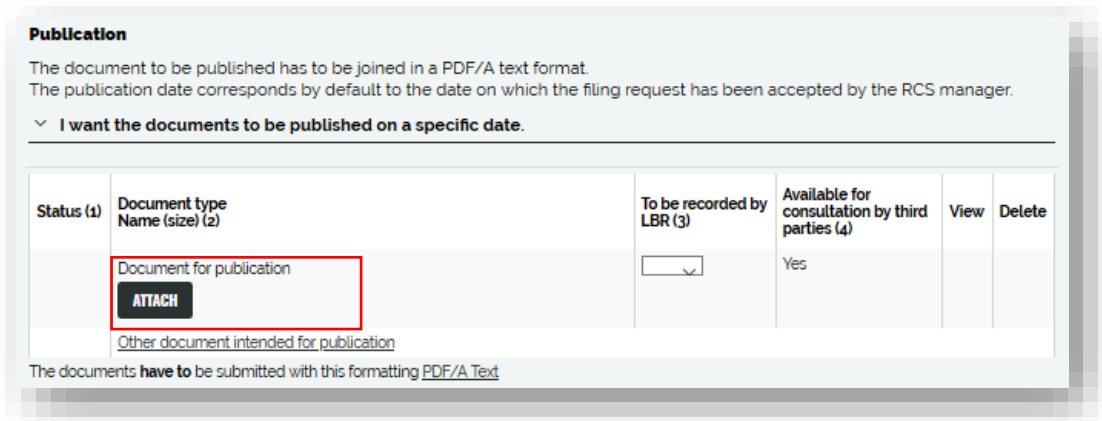 Publication
The document to be published has to be joined in a PDF/A text format.
The publication date corresponds by default to the date on which the filing request has been accepted by the RCS manager.
I want the documents to be published on a specific date.
Status (1)
Document type
Name (size) (2)
To be recorded by
LBR (3)
Available for
consultation by third
parties (4)
View
Delete
Document for publication
ATTACH
Yes
Other document intended for publication
The documents have to be submitted with this formatting PDF/A Text